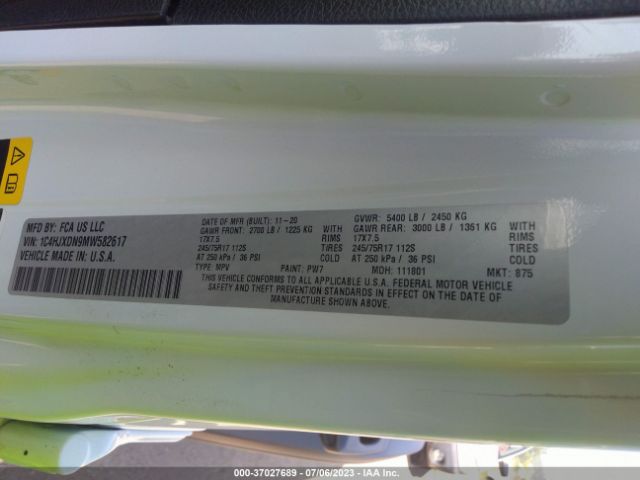 MFD BY: FCA US LLC
VIN: 1C4HJXDN9MW582617
VEHICLE MADE IN: U.S.A.
DATE OF MFR (BUILT): 11-20
GAWR FRONT: 2700 LB / 1225 KG WITH
17X7.5 RIMS
245/75R17 112S TIRES
AT 250 kPa / 36 PSI COLD
TYPE: MPV PAINT: PW7
GVWR: 5400 LB / 2450 KG
GAWR REAR: 3000 LB / 1361 KG WITH
17X7.5 RIMS
245/75R17 112S TIRES
AT 250 kPa / 36 PSI COLD
MDH: 111801 MKT: 875
THIS VEHICLE CONFORMS TO ALL APPLICABLE U.S.A. FEDERAL MOTOR VEHICLE
SAFETY AND THEFT PREVENTION STANDARDS IN EFFECT ON THE DATE OF
MANUFACTURE SHOWN ABOVE.
000-37027689 - 07/06/2023 - IAA Inc.